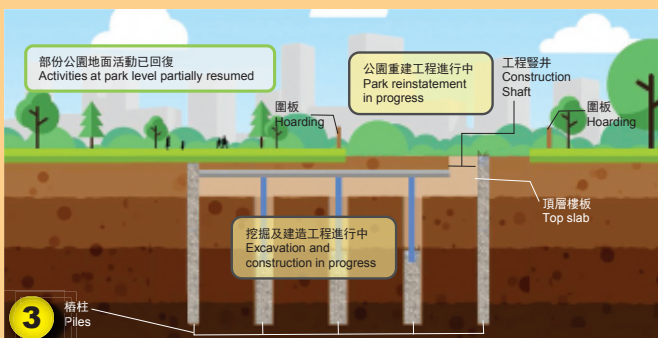 部份公園地面活動已回復
Activities at park level partially resumed
公園重建工程進行中
Park reinstatement
in progress
工程豎井
Construction
Shaft
圍板
Hoarding
圍板
Hoarding
頂層樓板
Top slab
挖掘及建造工程進行中
Excavation and
construction in progress
3
樁柱
Piles